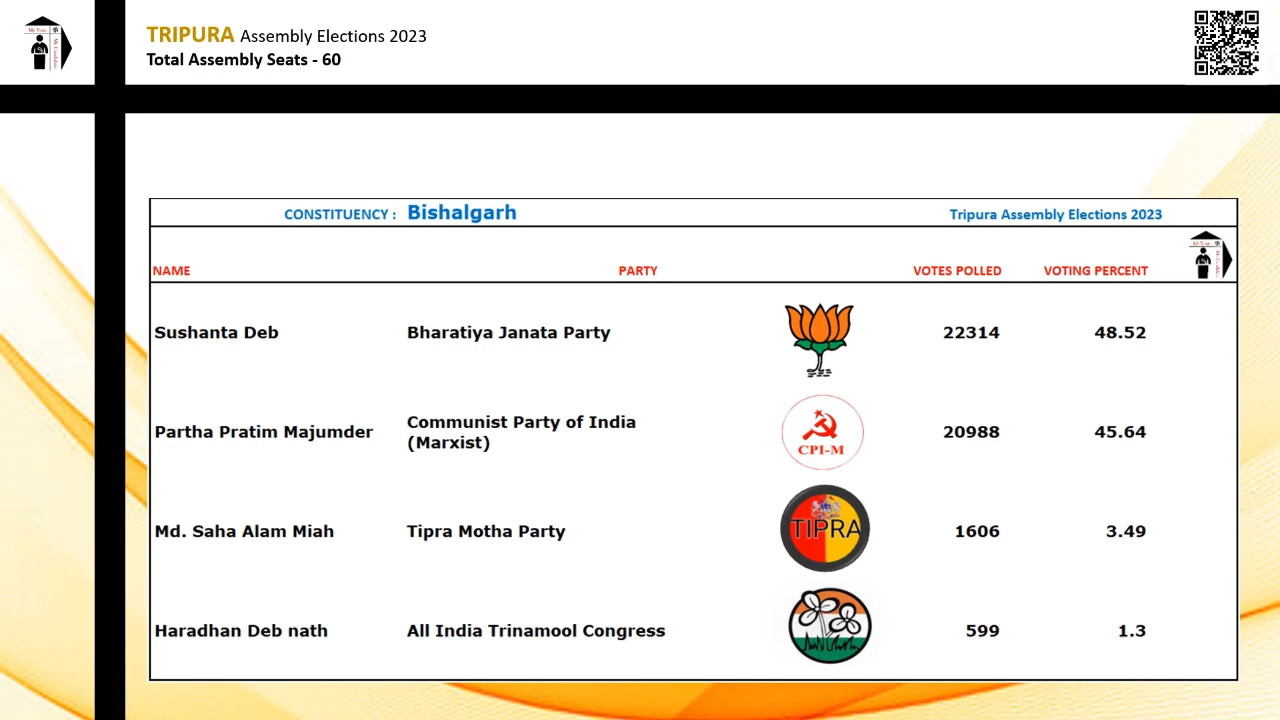 TRIPURA Assembly Elections 2023
Total Assembly Seats - 60
CONSTITUENCY : Bishalgarh Tripura Assembly Elections 2023
NAME PARTY VOTES POLLED VOTING PERCENT
Sushanta Deb Bharatiya Janata Party 22314 48.52
Partha Pratim Majumder Communist Party of India
(Marxist) CPI-M 20988 45.64
Md. Saha Alam Miah Tipra Motha Party TIPRA 1606 3.49
Haradhan Deb nath All India Trinamool Congress 599 1.3